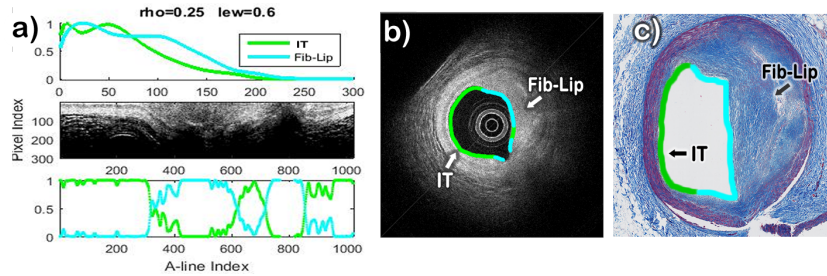 a)
rho=0.25 lew=0.6
1
0.5
0
IT
Fib-Lip
0 50 100 150 200 250 300
Pixel Index
100
200
300
200 400 600 800 1000
1
0.5
0
200 400 600 800 1000
A-line Index
b)
Fib-Lip
IT
c)
Fib-Lip
IT